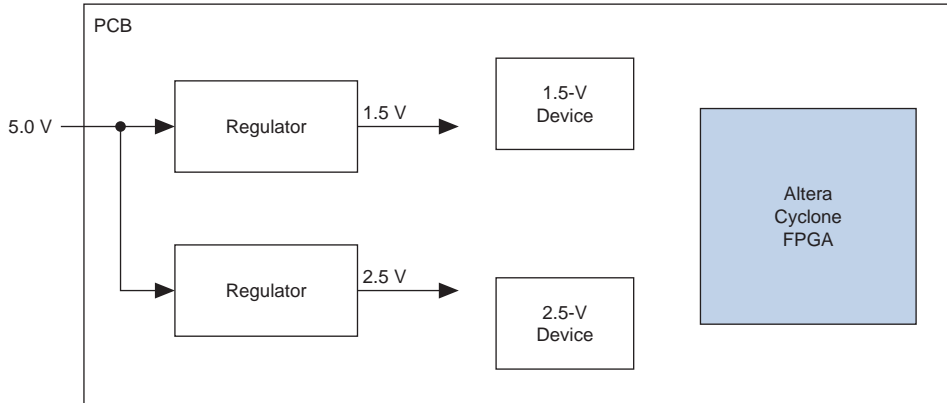 PCB
5.0 V
Regulator
1.5 V
1.5-V
Device
Altera
Cyclone
FPGA
Regulator
2.5 V
2.5-V
Device